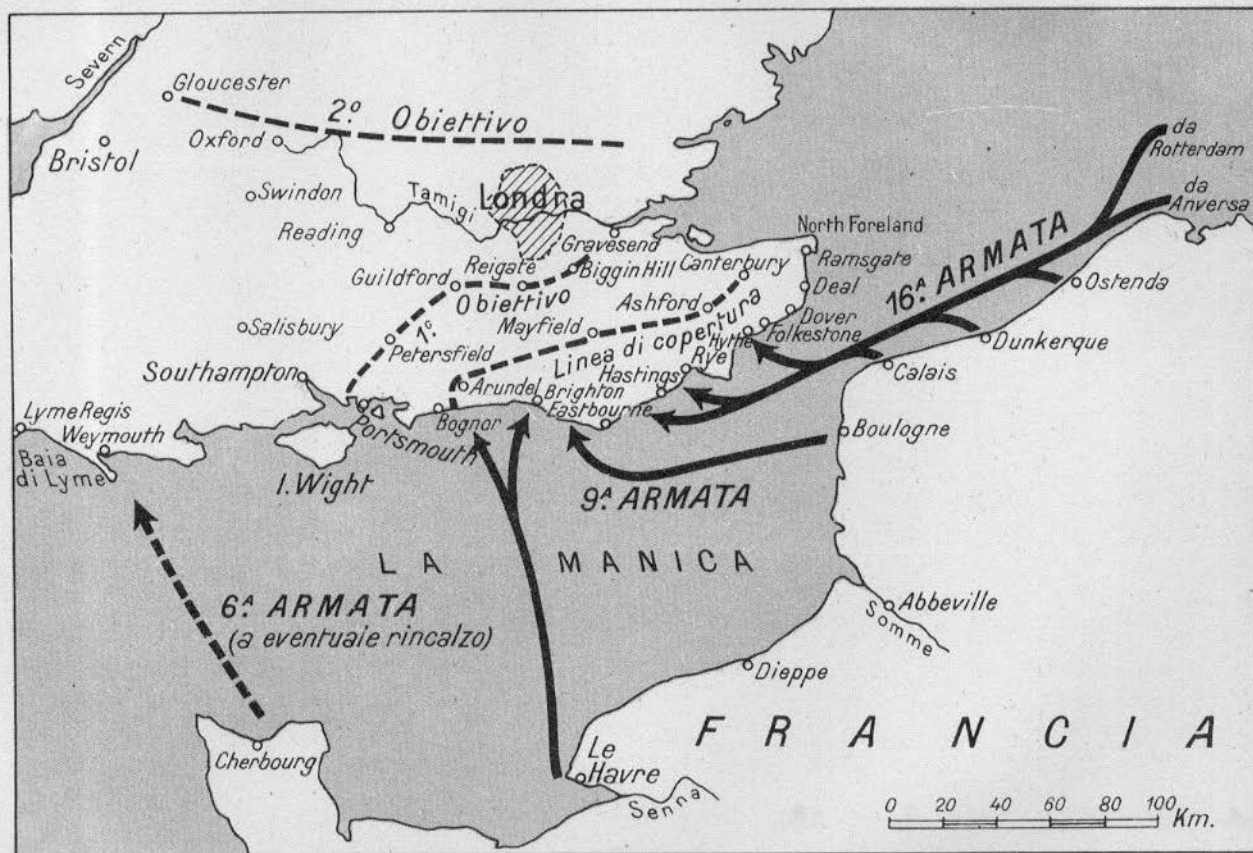 Severn
Gloucester
2º Obiettivo
Bristol
Oxford
Swindon
Tamigi
Londra
Reading
Gravesend
North Foreland
da
Rotterdam
da
Anversa
Guildford
Reigate
Biggin Hill
Canterbury
Ramsgate
Deal
16ª ARMATA
Ostenda
1º
Obiettivo
Ashford
Dover
Salisbury
Mayfield
Linea di copertura
Hythe
Folkestone
Dunkerque
Petersfield
Rye
Calais
Southampton
Hastings
Arundel
Brighton
Eastbourne
Lyme Regis
Weymouth
Portsmouth
Bognor
Boulogne
Baia
di Lyme
I. Wight
9ª ARMATA
LA MANICA
6ª ARMATA
(a eventuaie rincalzo)
Abbeville
Somme
Dieppe
FRANCIA
Cherbourg
Le
Havre
Senna
0 20 40 60 80 100 Km.